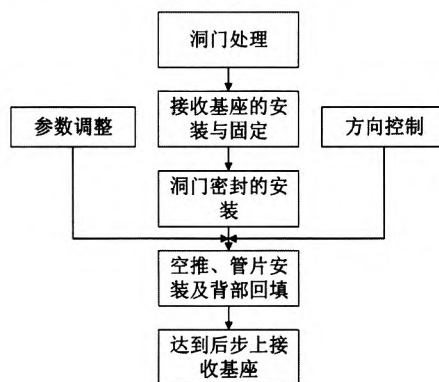 洞门处理
接收基座的安
装与固定
参数调整
方向控制
洞门密封的安
装
空推、管片安
装及背部回填
达到后步上接
收基座